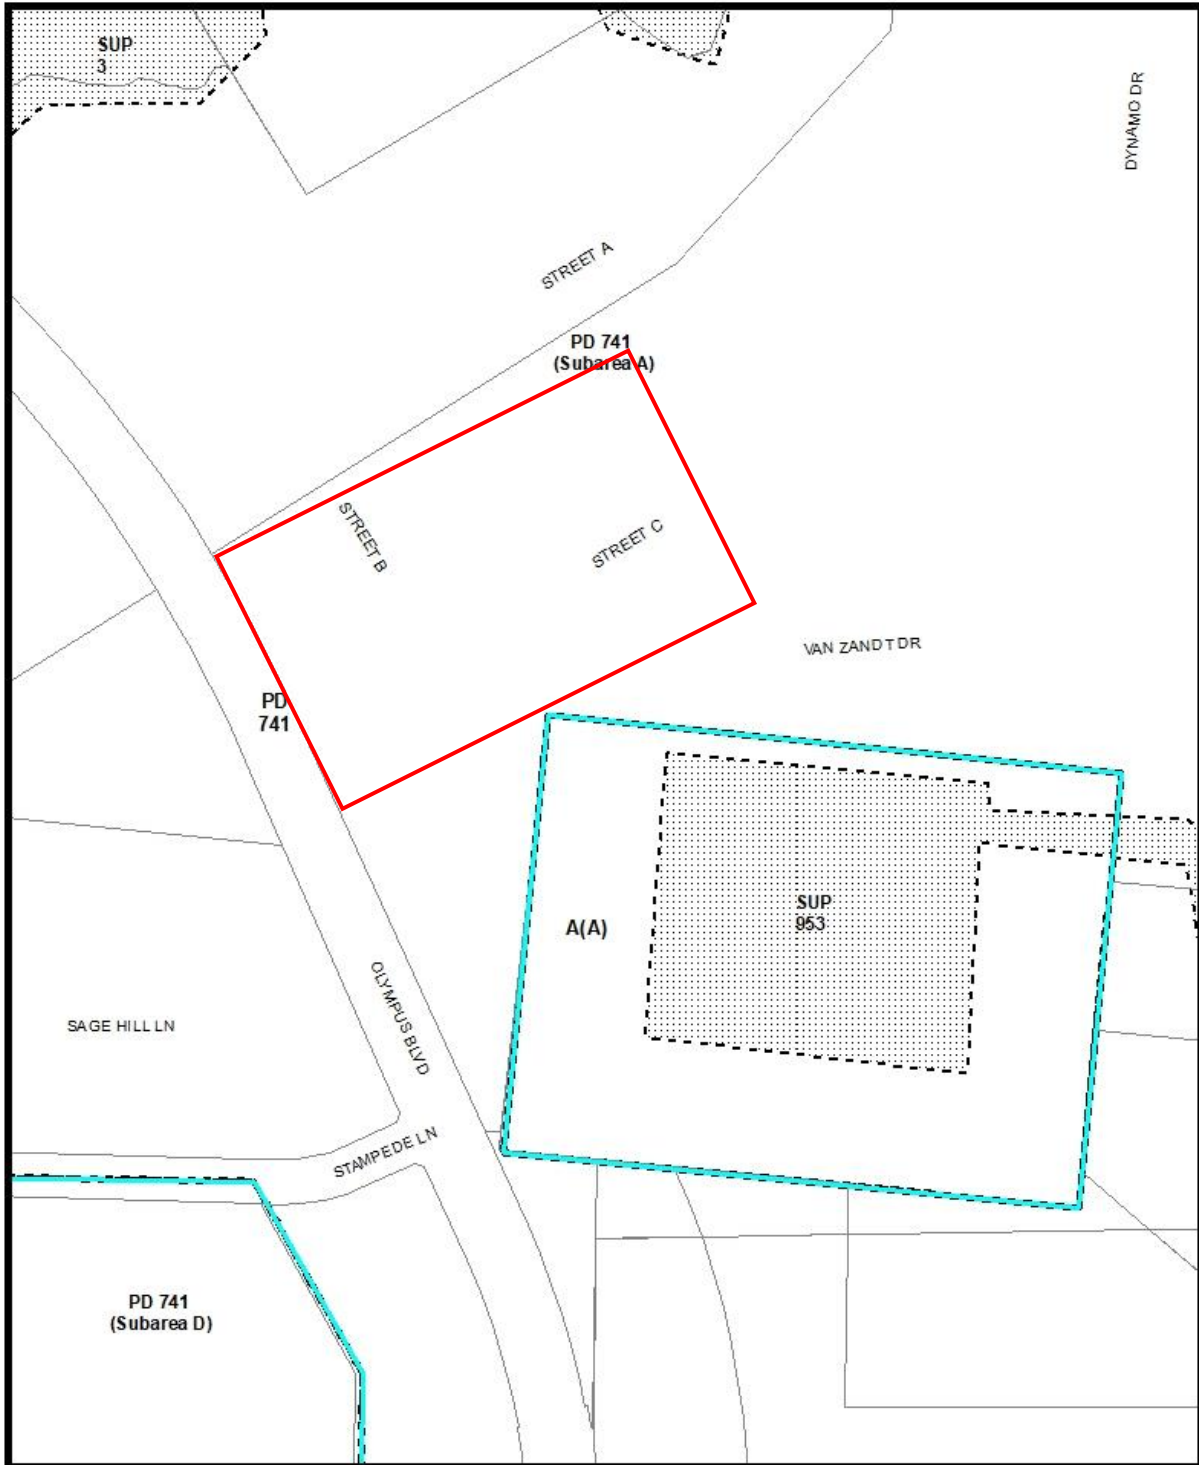 SUP
3
DYNAMO DR
STREET A
PD 741
(Subarea A)
STREET B
STREET C
VAN ZANDT DR
PD
741
SUP
953
A(A)
OLYMPUS BLVD
SAGE HILL LN
STAMPEDE LN
PD 741
(Subarea D)